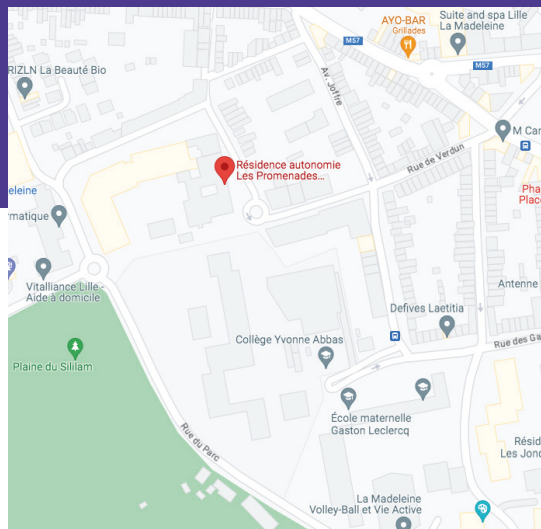 AYO-BAR
Grillades
Suite and spa Lille
La Madeleine
M57
M57
RIZLN La Beauté Bio
Av. Joffre
M Car
Rue de Verdun
Résidence autonomie
Les Promenades...
eleine
Pha
Place
rmatique
Vitalliance Lille -
Aide à domicile
Antenne
Defives Laetitia
Collège Yvonne Abbas
Rue des Ga
Plaine du Sililam
École maternelle
Gaston Leclercq
Rue du Parc
Résid
Les Jond
La Madeleine
Volley-Ball et Vie Active